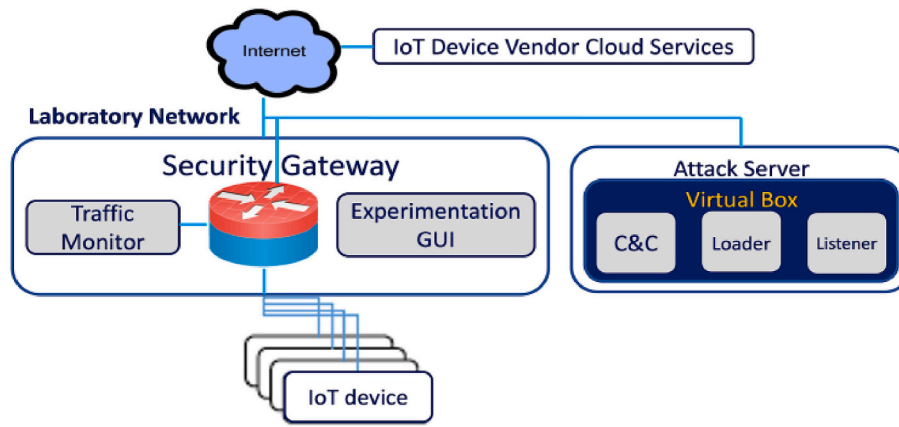 Internet
IoT Device Vendor Cloud Services
Laboratory Network
Security Gateway
Traffic
Monitor
Experimentation
GUI
Attack Server
Virtual Box
C&C
Loader
Listener
IoT device